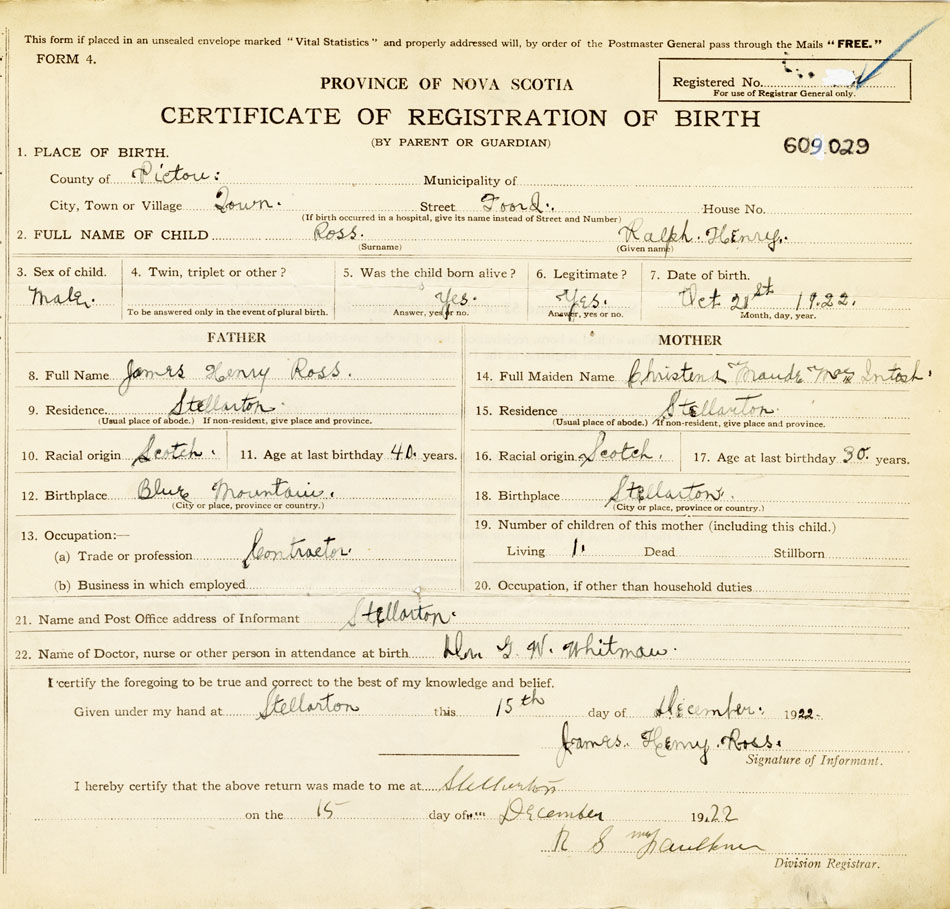 This form if placed in an unsealed envelope marked "Vital Statistics" and properly addressed will, by order of the Postmaster General pass through the Mails "FREE."
FORM 4.
Registered No.
For use of Registrar General only.
PROVINCE OF NOVA SCOTIA
CERTIFICATE OF REGISTRATION OF BIRTH
(BY PARENT OR GUARDIAN)
609029
1. PLACE OF BIRTH.
County of Pictou: Municipality of
City, Town or Village Town. Street Foord. House No.
(If birth occurred in a hospital, give its name instead of Street and Number)
2. FULL NAME OF CHILD Ross. Ralph. Henry.
(Surname) (Given name)
3. Sex of child. 4. Twin, triplet or other? 5. Was the child born alive? 6. Legitimate? 7. Date of birth.
Male. Yes. Yes. Oct 21st 1922.
To be answered only in the event of plural birth. Answer, yes or no. Answer, yes or no. Month, day, year.
FATHER MOTHER
8. Full Name James Henry Ross. 14. Full Maiden Name Christena Maude Mac Intosh.
9. Residence Stellarton. 15. Residence Stellarton.
(Usual place of abode.) If non-resident, give place and province. (Usual place of abode.) If non-resident, give place and province.
10. Racial origin Scotch. 11. Age at last birthday 40. years. 16. Racial origin Scotch. 17. Age at last birthday 30. years.
12. Birthplace Blue Mountain. 18. Birthplace Stellarton.
(City or place, province or country.) (City or place, province or country.)
13. Occupation:— 19. Number of children of this mother (including this child.)
(a) Trade or profession Contractor Living 1. Dead Stillborn
(b) Business in which employed 20. Occupation, if other than household duties
21. Name and Post Office address of Informant Stellarton.
22. Name of Doctor, nurse or other person in attendance at birth G. W. Whitman.
I certify the foregoing to be true and correct to the best of my knowledge and belief.
Given under my hand at Stellarton this 15th day of December. 1922.
James. Henry. Ross.
Signature of Informant.
I hereby certify that the above return was made to me at Stellarton
on the 15 day of December 1922
R S Faulkner
Division Registrar.